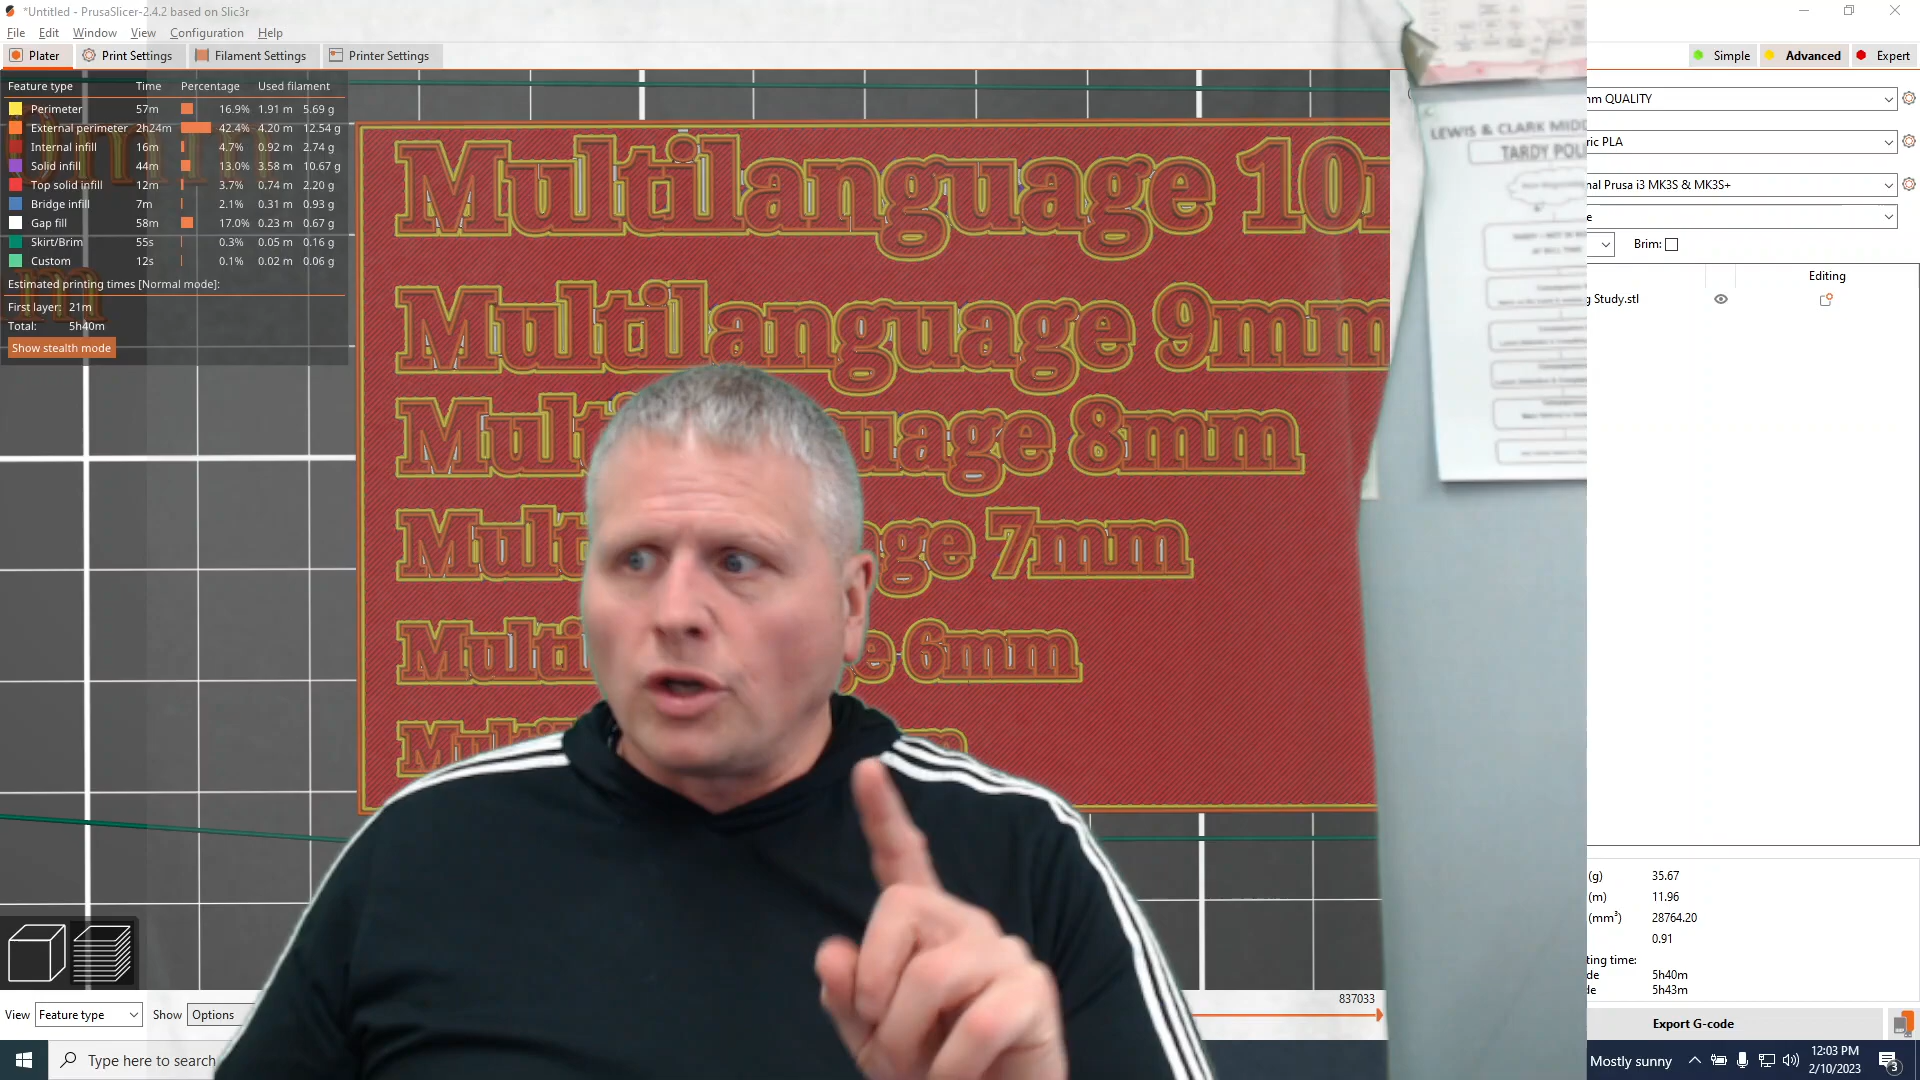 *Untitled - PrusaSlicer-2.4.2 based on Slic3r
File Edit Window View Configuration Help
Plater Print Settings Filament Settings Printer Settings
Simple Advanced Expert
Feature type Time Percentage Used filament
Perimeter 57m 16.9% 1.91 m 5.69 g
External perimeter 2h24m 42.4% 4.20 m 12.54 g
Internal infill 16m 4.7% 0.92 m 2.74 g
Solid infill 44m 13.0% 3.58 m 10.67 g
Top solid infill 12m 3.7% 0.74 m 2.20 g
Bridge infill 7m 2.1% 0.31 m 0.93 g
Gap fill 58m 17.0% 0.23 m 0.67 g
Skirt/Brim 55s 0.3% 0.05 m 0.16 g
Custom 12s 0.1% 0.02 m 0.06 g
Estimated printing times [Normal mode]:
First layer: 21m
Total: 5h40m
Show stealth mode
Multilanguage 10
Multilanguage 9mm
Mul uage 8mm
Mult ge 7mm
Multi e 6mm
Mul
LEWIS & CLARK MIDD
TARDY POL
QUALITY
PLA
Prusa i3 MK3S & MK3S+
Brim:
Editing
Study.stl
(g) 35.67
(m) 11.96
(mm³) 28764.20
0.91
ting time:
de 5h40m
le 5h43m
837033
View Feature type Show Options
Export G-code
Type here to search
Mostly sunny
12:03 PM
2/10/2023
3